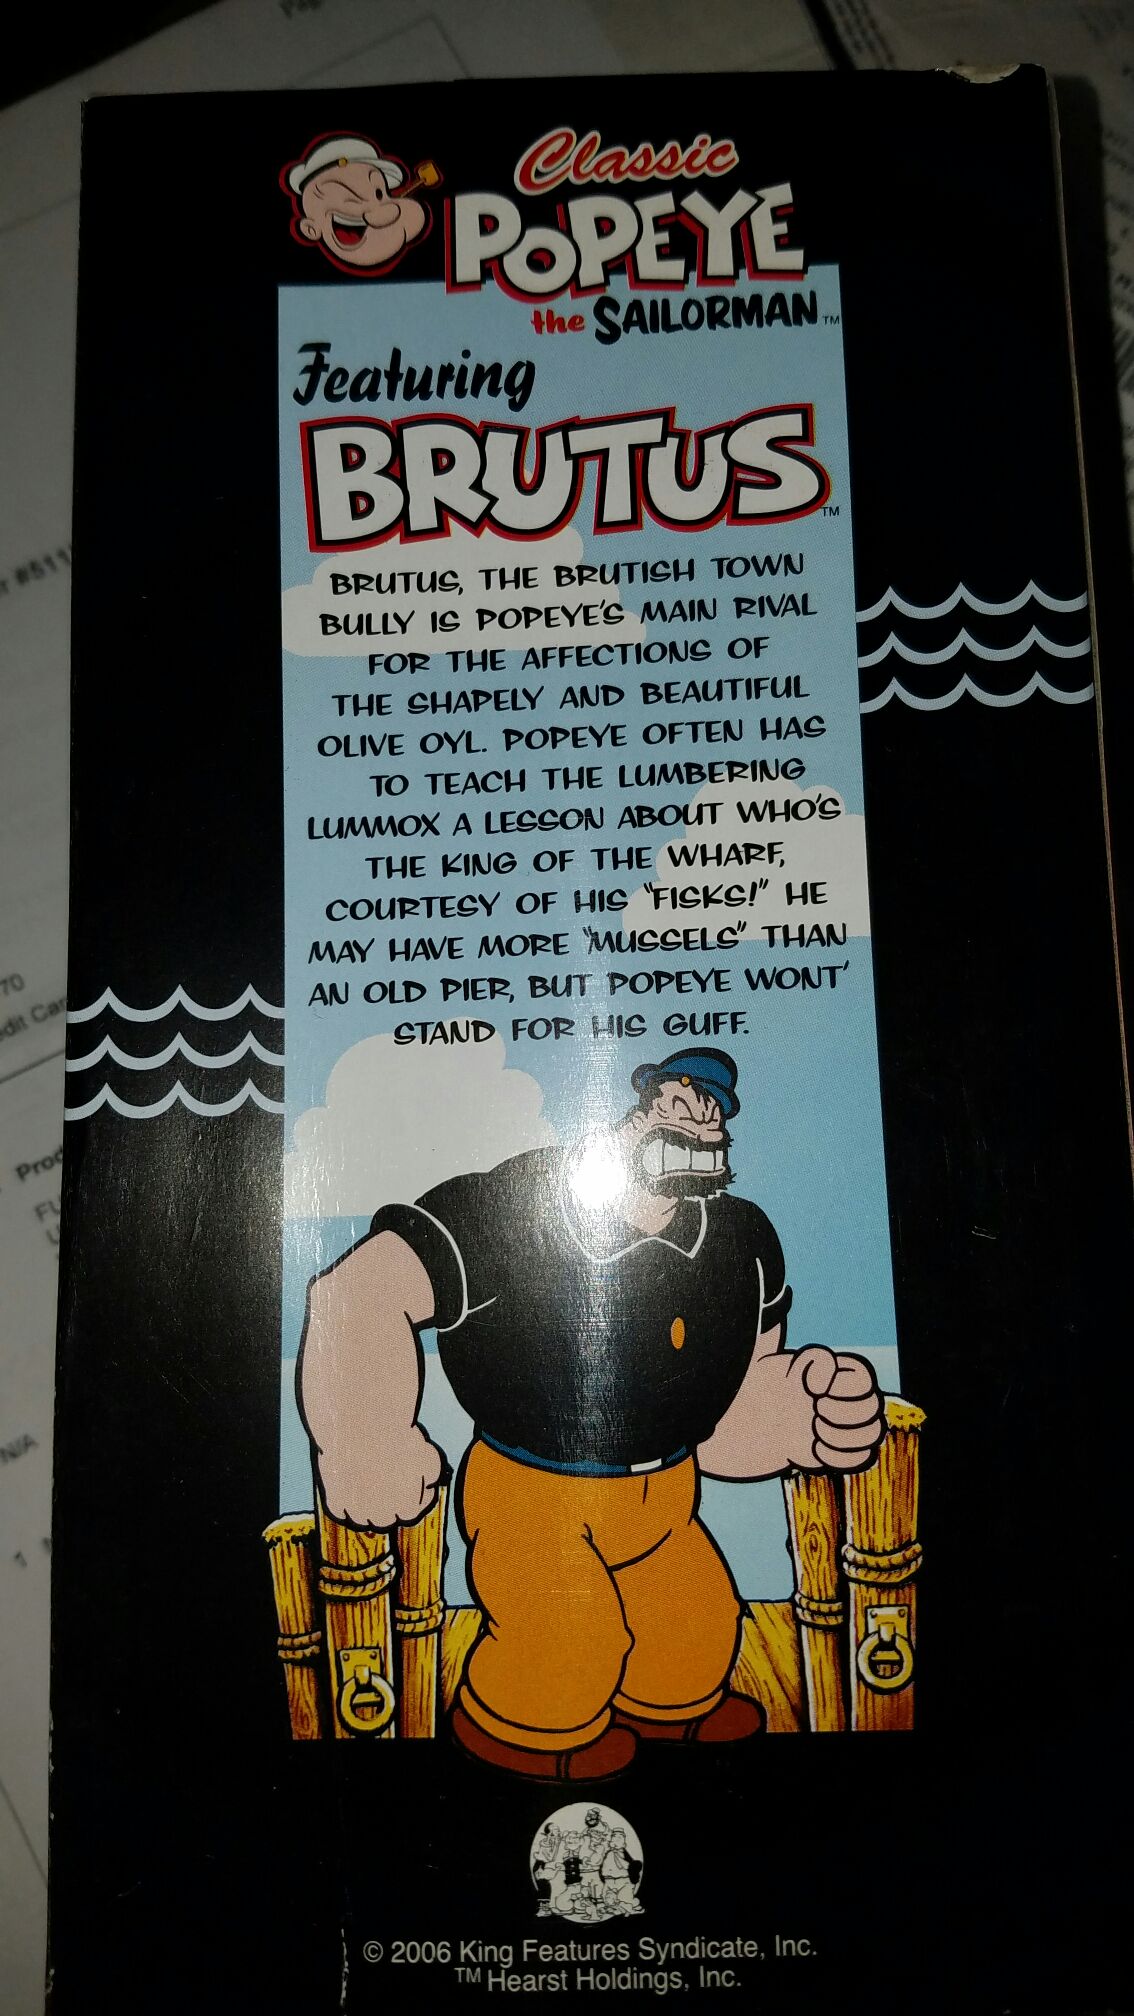 Classic
POPEYE
the SAILORMAN™
Featuring
BRUTUS™
BRUTUS, THE BRUTISH TOWN
BULLY IS POPEYE'S MAIN RIVAL
FOR THE AFFECTIONS OF
THE SHAPELY AND BEAUTIFUL
OLIVE OYL. POPEYE OFTEN HAS
TO TEACH THE LUMBERING
LUMMOX A LESSON ABOUT WHO'S
THE KING OF THE WHARF,
COURTESY OF HIS "FISKS!" HE
MAY HAVE MORE "MUSSELS" THAN
AN OLD PIER, BUT POPEYE WONT'
STAND FOR HIS GUFF.
© 2006 King Features Syndicate, Inc.
™ Hearst Holdings, Inc.
70
N/A
1